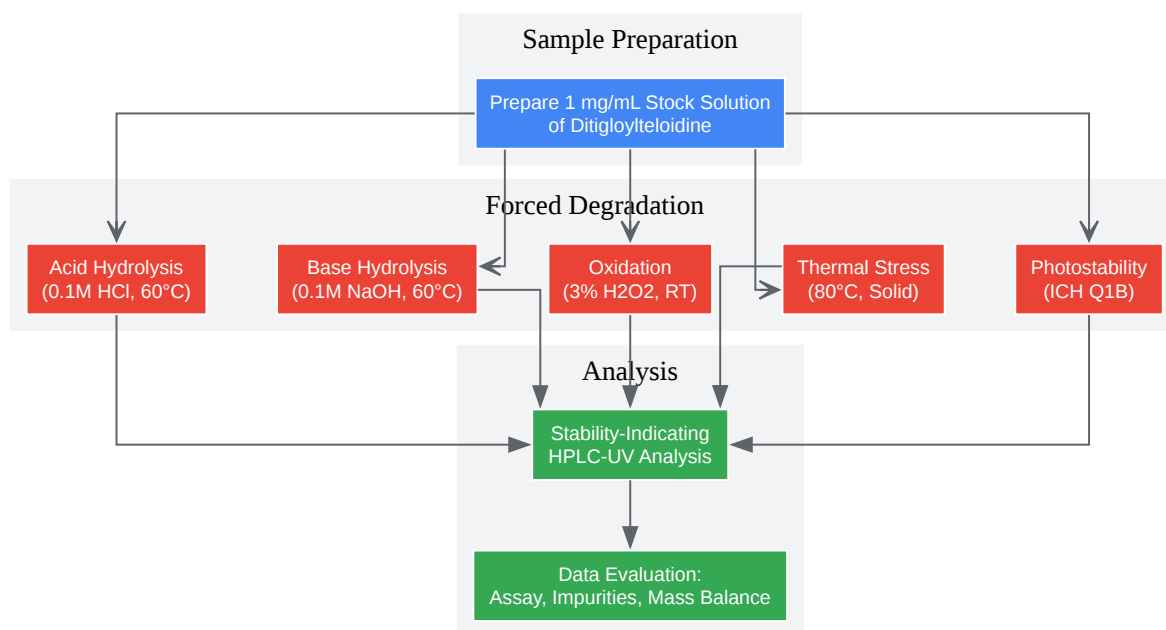 Sample Preparation
Prepare 1 mg/mL Stock Solution
of Ditigloylteloidine
Forced Degradation
Acid Hydrolysis
(0.1M HCl, 60°C)
Base Hydrolysis
(0.1M NaOH, 60°C)
Oxidation
(3% H2O2, RT)
Thermal Stress
(80°C, Solid)
Photostability
(ICH Q1B)
Analysis
Stability-Indicating
HPLC-UV Analysis
Data Evaluation:
Assay, Impurities, Mass Balance